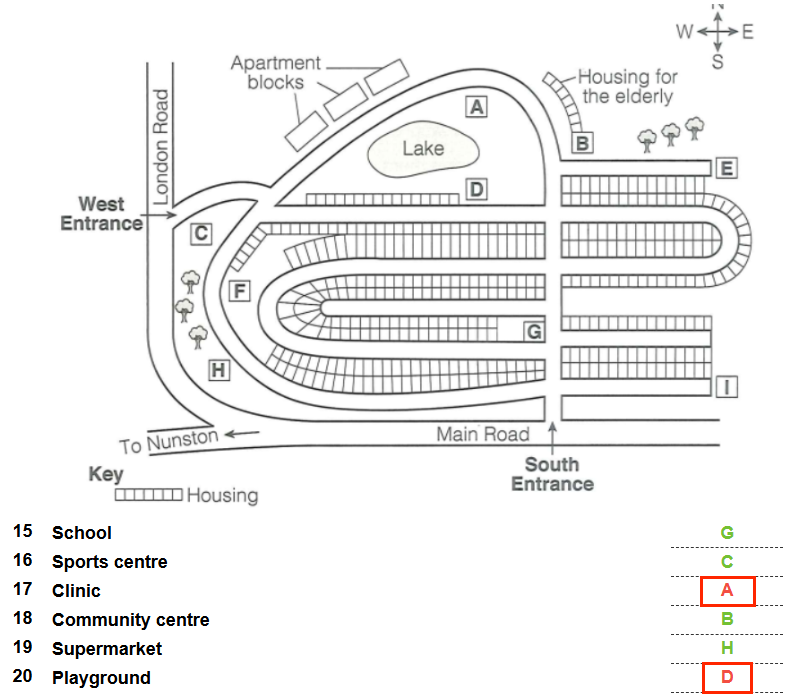 N
W E
S
Apartment
blocks
Housing for
the elderly
London Road
A
B
Lake
E
D
West
Entrance
C
F
G
H
I
To Nunston
Main Road
South
Entrance
Key
Housing
15 School G
16 Sports centre C
17 Clinic A
18 Community centre B
19 Supermarket H
20 Playground D